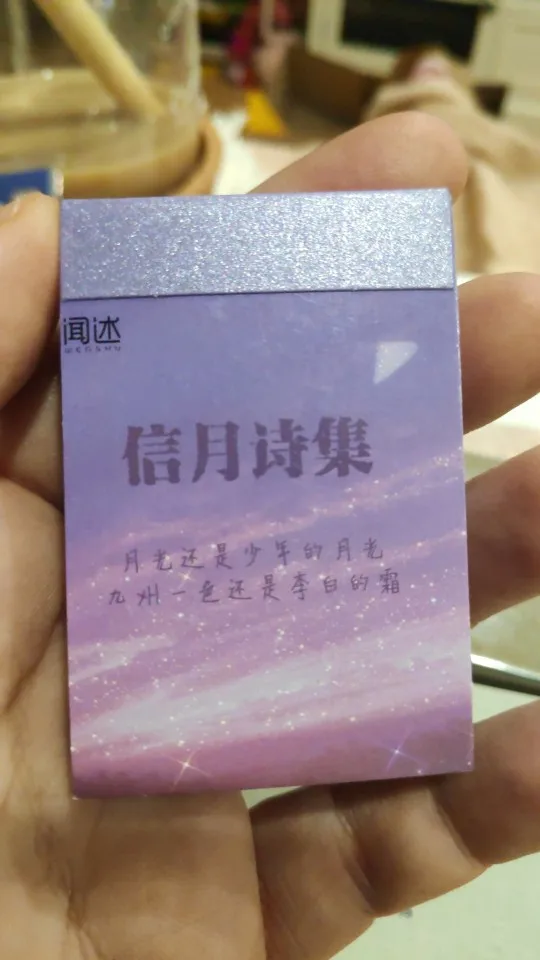 闻述
WENSHU
信月诗集
月光还是少年的月光
九州一色还是李白的霜